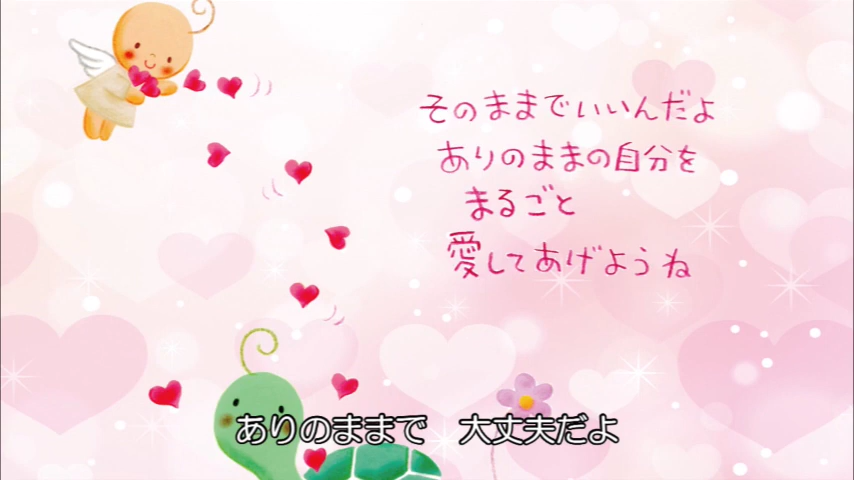 そのままでいいんだよ
ありのままの自分を
まるごと
愛してあげようね
ありのままで　大丈夫だよ